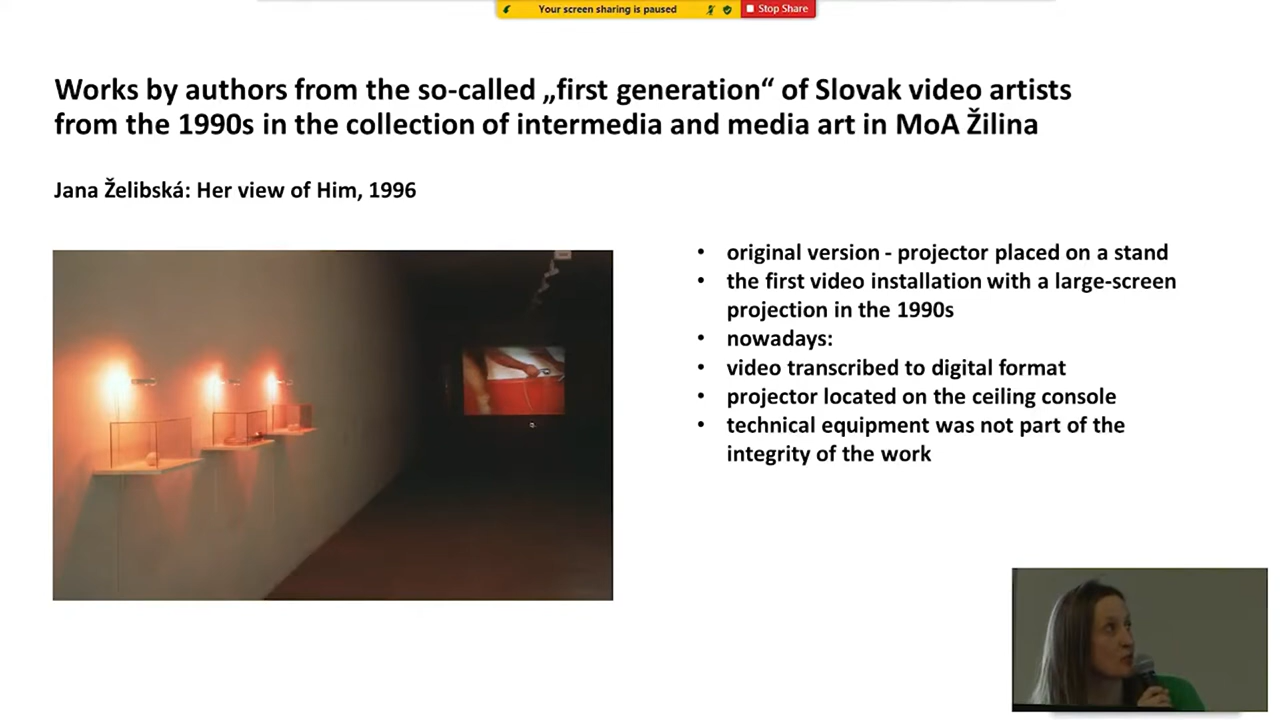 Your screen sharing is paused
Stop Share
Works by authors from the so-called „first generation“ of Slovak video artists
from the 1990s in the collection of intermedia and media art in MoA Žilina
Jana Želibská: Her view of Him, 1996
• original version - projector placed on a stand
• the first video installation with a large-screen
projection in the 1990s
• nowadays:
• video transcribed to digital format
• projector located on the ceiling console
• technical equipment was not part of the
integrity of the work